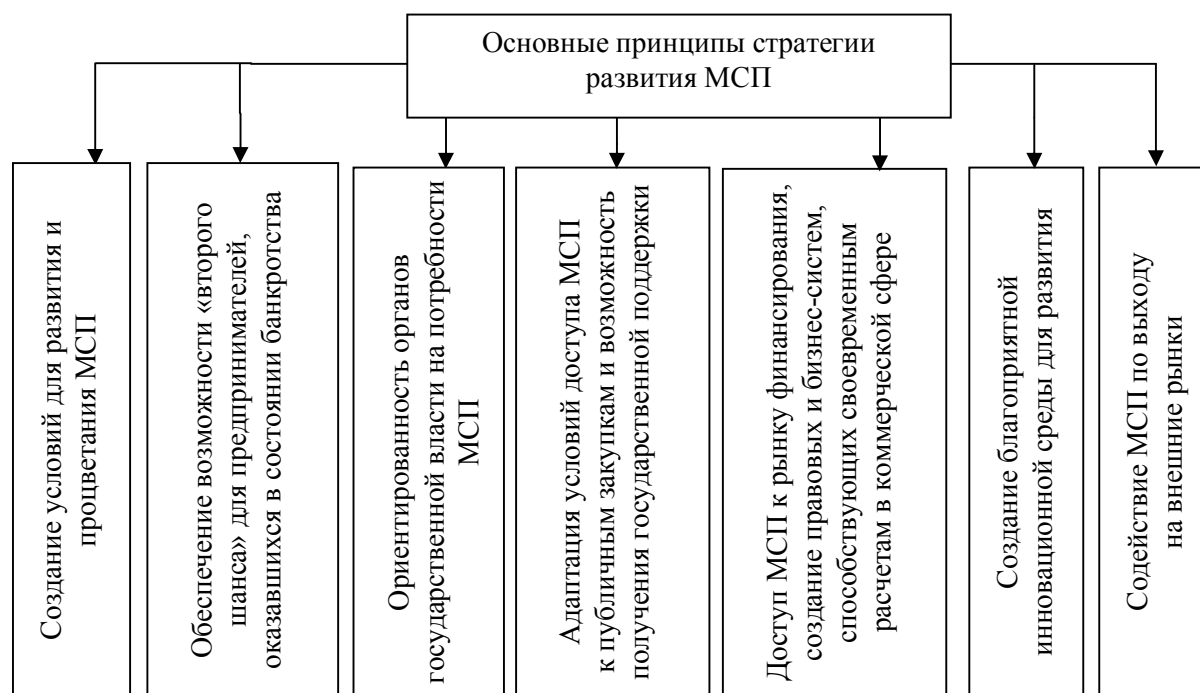 Основные принципы стратегии
развития МСП
Создание условий для развития и
процветания МСП
Обеспечение возможности «второго
шанса» для предпринимателей,
оказавшихся в состоянии банкротства
Ориентированность органов
государственной власти на потребности
МСП
Адаптация условий доступа МСП
к публичным закупкам и возможность
получения государственной поддержки
Доступ МСП к рынку финансирования,
создание правовых и бизнес-систем,
способствующих своевременным
расчетам в коммерческой сфере
Создание благоприятной
инновационной среды для развития
Содействие МСП по выходу
на внешние рынки